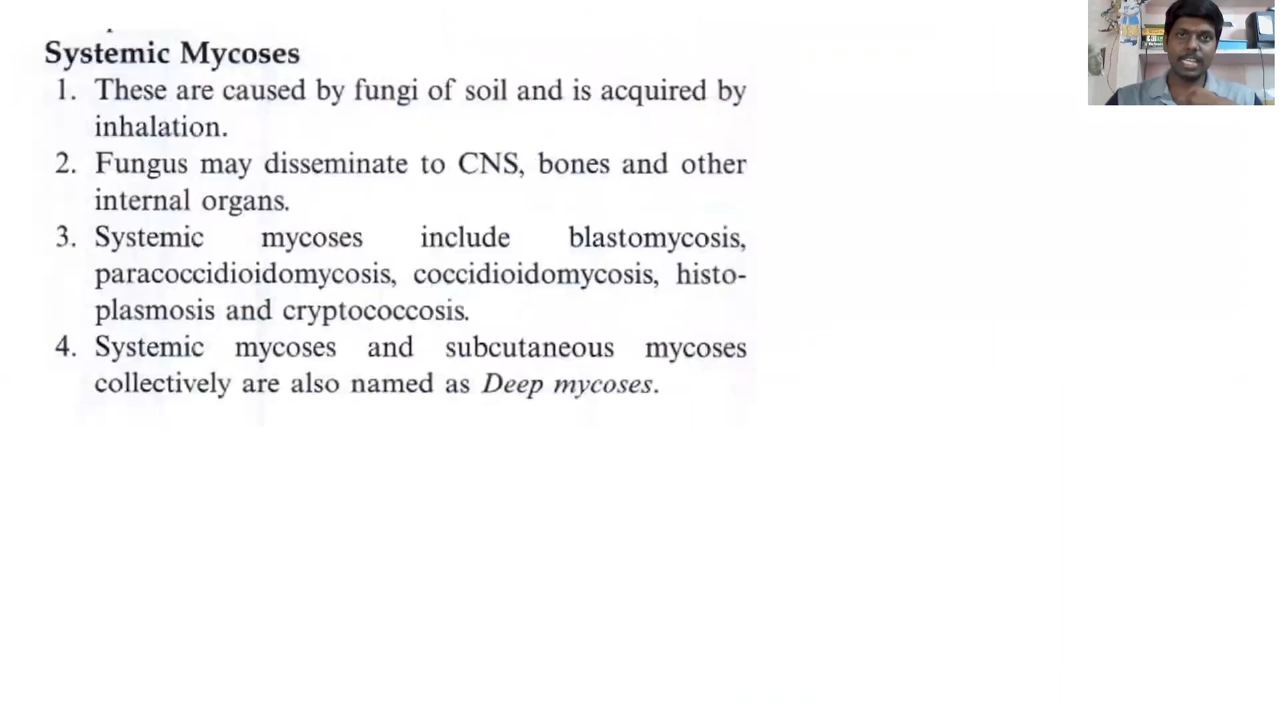 Systemic Mycoses
1. These are caused by fungi of soil and is acquired by
inhalation.
2. Fungus may disseminate to CNS, bones and other
internal organs.
3. Systemic mycoses include blastomycosis,
paracoccidioidomycosis, coccidioidomycosis, histo-
plasmosis and cryptococcosis.
4. Systemic mycoses and subcutaneous mycoses
collectively are also named as Deep mycoses.